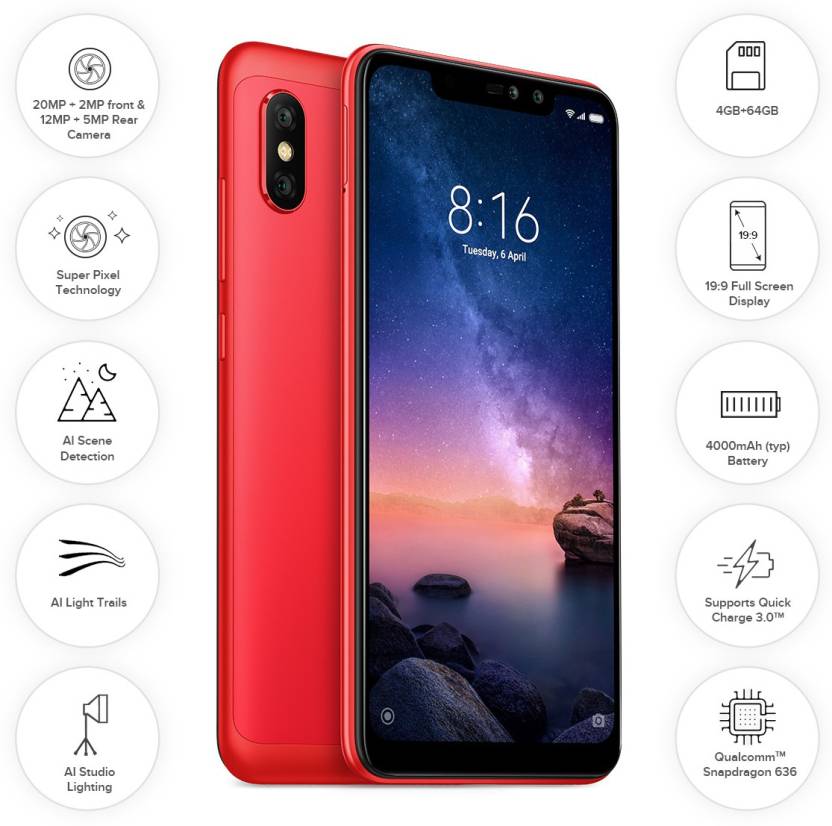 20MP + 2MP front &
12MP + 5MP Rear
Camera
Super Pixel
Technology
AI Scene
Detection
AI Light Trails
AI Studio
Lighting
8:16
Tuesday, 6 April
4GB+64GB
19:9
19:9 Full Screen
Display
4000mAh (typ)
Battery
Supports Quick
Charge 3.0™
Qualcomm™
Snapdragon 636